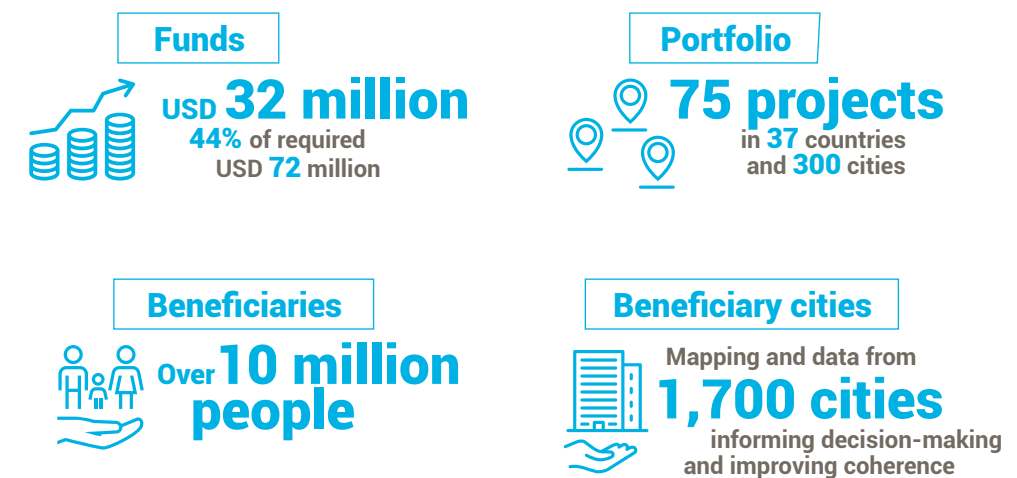 Funds
USD 32 million
44% of required
USD 72 million
Portfolio
75 projects
in 37 countries
and 300 cities
Beneficiaries
Over 10 million
people
Beneficiary cities
Mapping and data from
1,700 cities
informing decision-making
and improving coherence